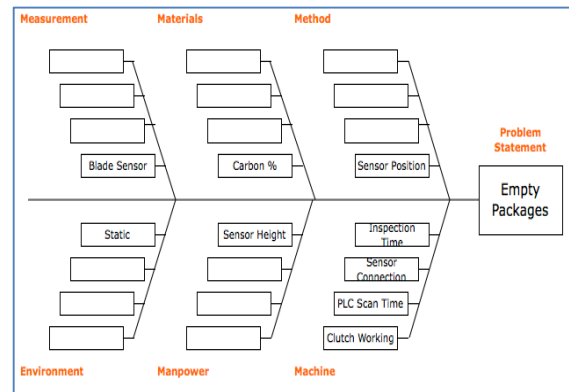 Measurement
Materials
Method
Blade Sensor
Carbon %
Sensor Position
Problem
Statement
Empty
Packages
Static
Sensor Height
Inspection
Time
Sensor
Connection
PLC Scan Time
Clutch Working
Environment
Manpower
Machine